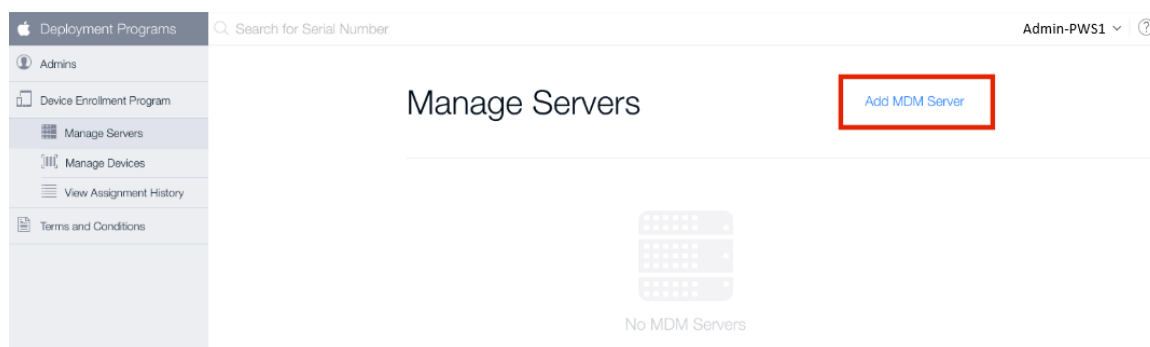 Deployment Programs
Search for Serial Number
Admin-PWS1
?
Admins
Device Enrollment Program
Manage Servers
Manage Devices
View Assignment History
Terms and Conditions
Manage Servers
Add MDM Server
No MDM Servers